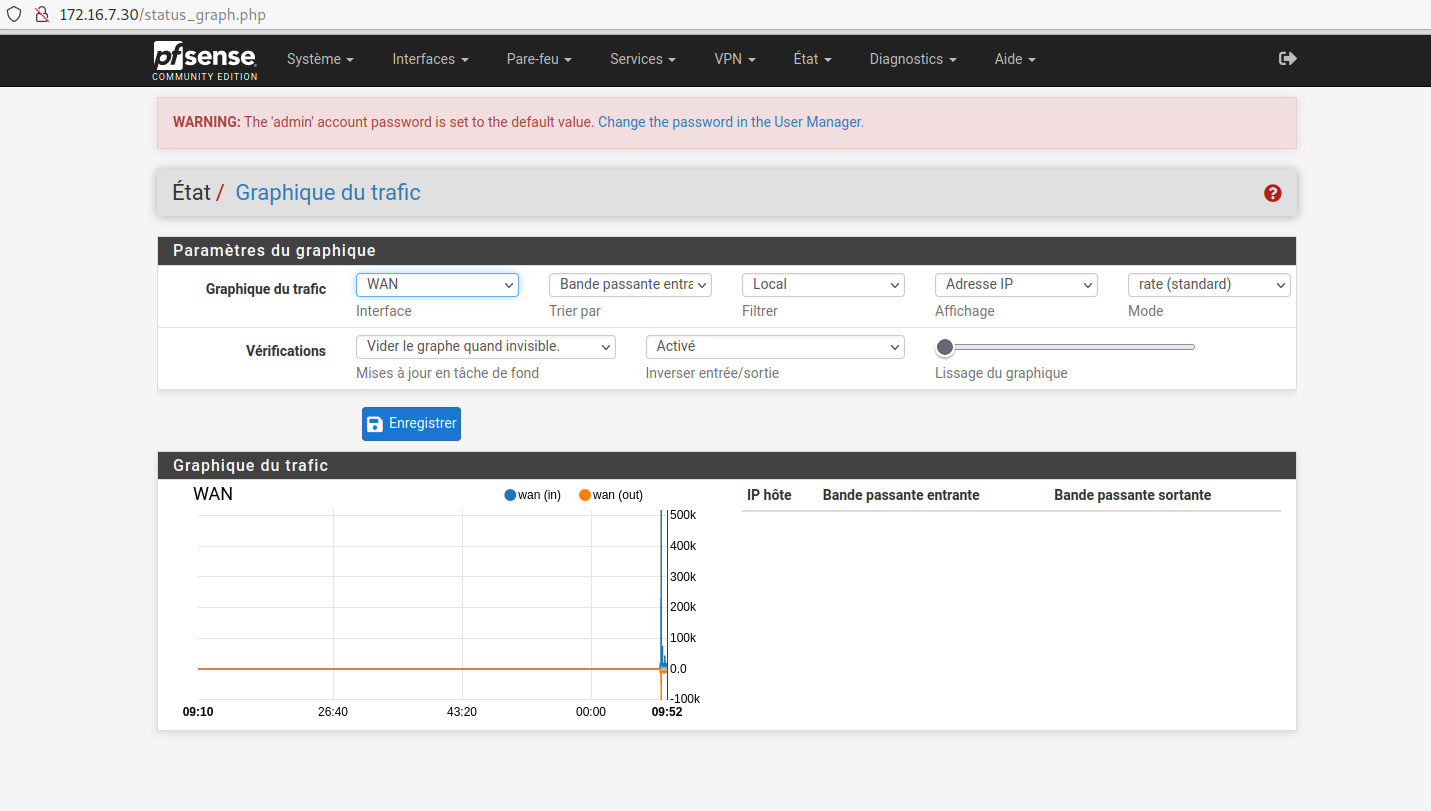 172.16.7.30/status_graph.php
pfsense
COMMUNITY EDITION
Système Interfaces Pare-feu Services VPN État Diagnostics Aide
WARNING: The 'admin' account password is set to the default value. Change the password in the User Manager.
État / Graphique du trafic
Paramètres du graphique
Graphique du trafic WAN Bande passante entra Local Adresse IP rate (standard)
Interface Trier par Filtrer Affichage Mode
Vérifications Vider le graphe quand invisible. Activé
Mises à jour en tâche de fond Inverser entrée/sortie Lissage du graphique
Enregistrer
Graphique du trafic
WAN wan (in) wan (out) IP hôte Bande passante entrante Bande passante sortante
500k
400k
300k
200k
100k
0.0
-100k
09:10 26:40 43:20 00:00 09:52